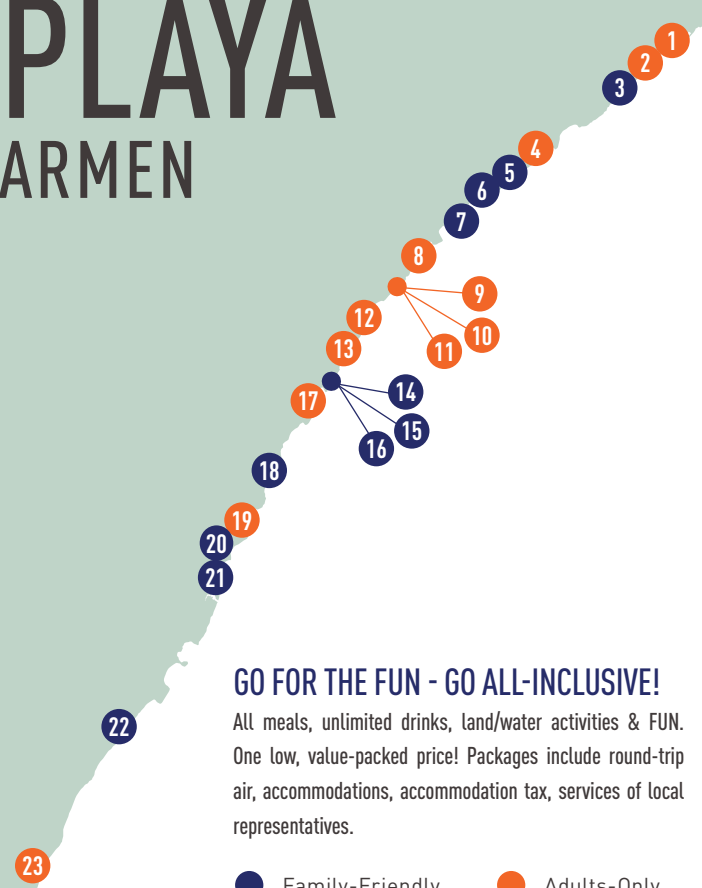 PLAYA
ARMEN
1
2
3
4
5
6
7
8
9
10
11
12
13
14
15
16
17
18
19
20
21
22
23
GO FOR THE FUN - GO ALL-INCLUSIVE!
All meals, unlimited drinks, land/water activities & FUN.
One low, value-packed price! Packages include round-trip
air, accommodations, accommodation tax, services of local
representatives.
Family-Friendly
Adults-Only